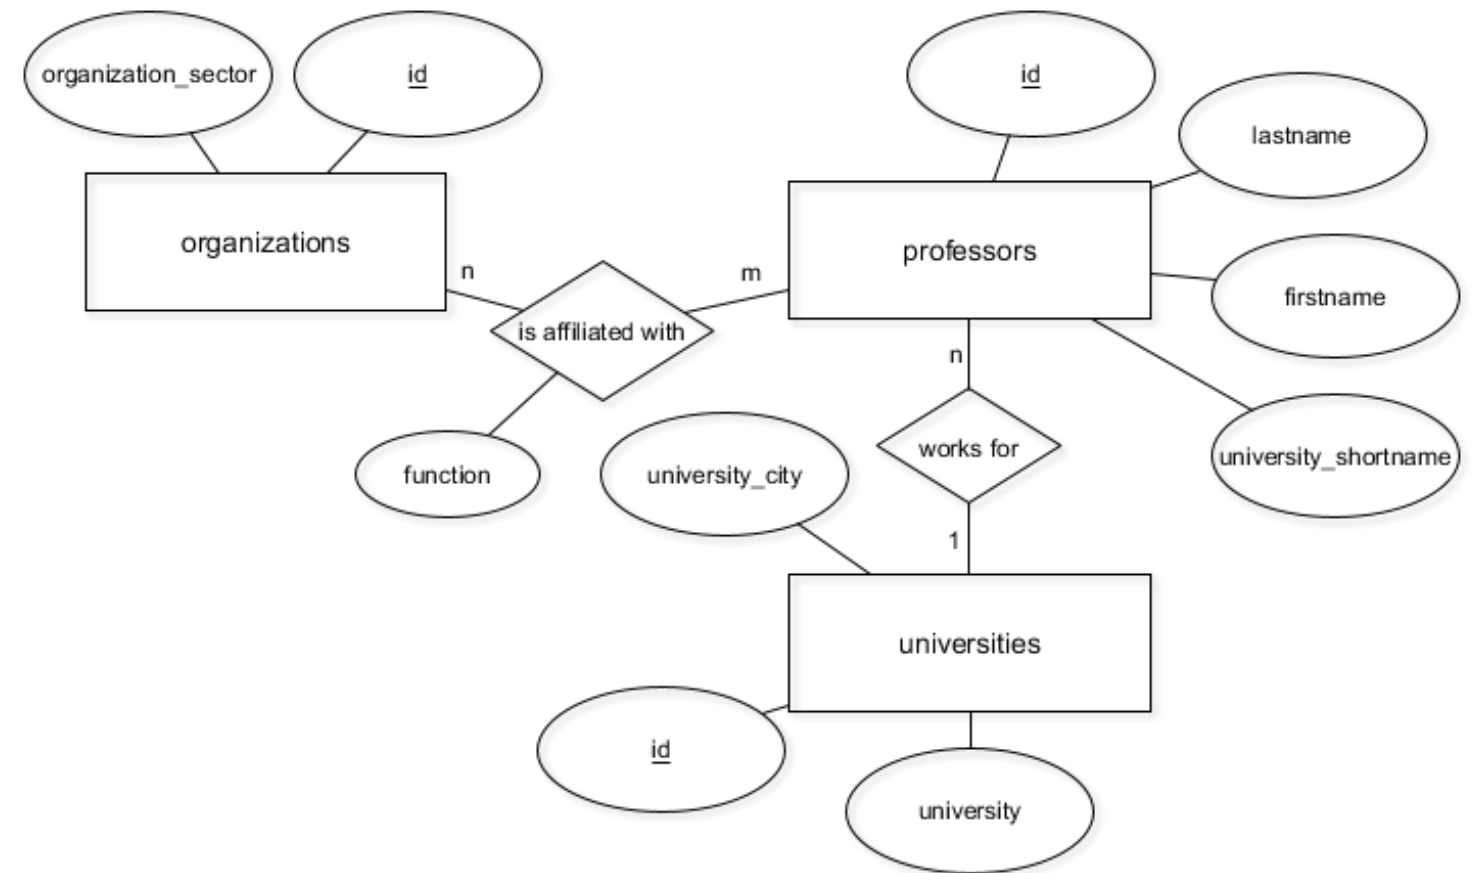 organization_sector
id
id
lastname
organizations
professors
n
m
firstname
is affiliated with
n
function
university_city
works for
university_shortname
1
universities
id
university